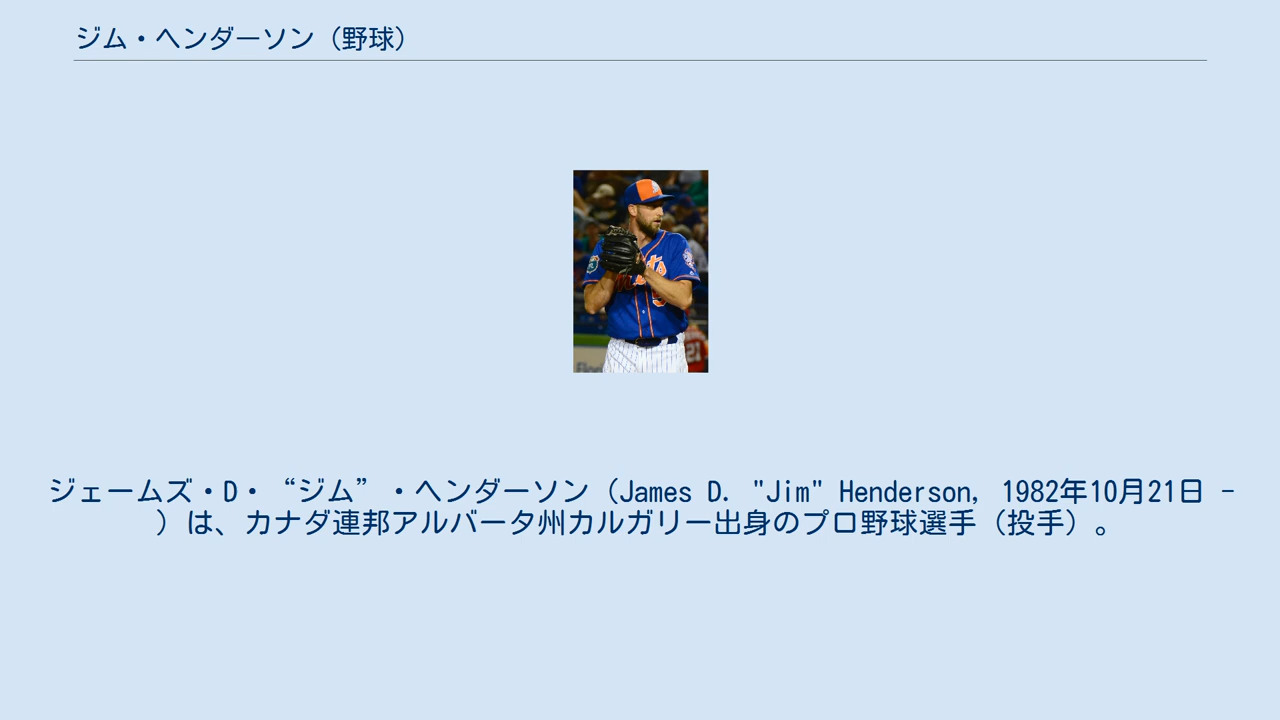 ジム・ヘンダーソン（野球）
ジェームズ・D・“ジム”・ヘンダーソン（James D. "Jim" Henderson, 1982年10月21日 -
）は、カナダ連邦アルバータ州カルガリー出身のプロ野球選手（投手）。
21